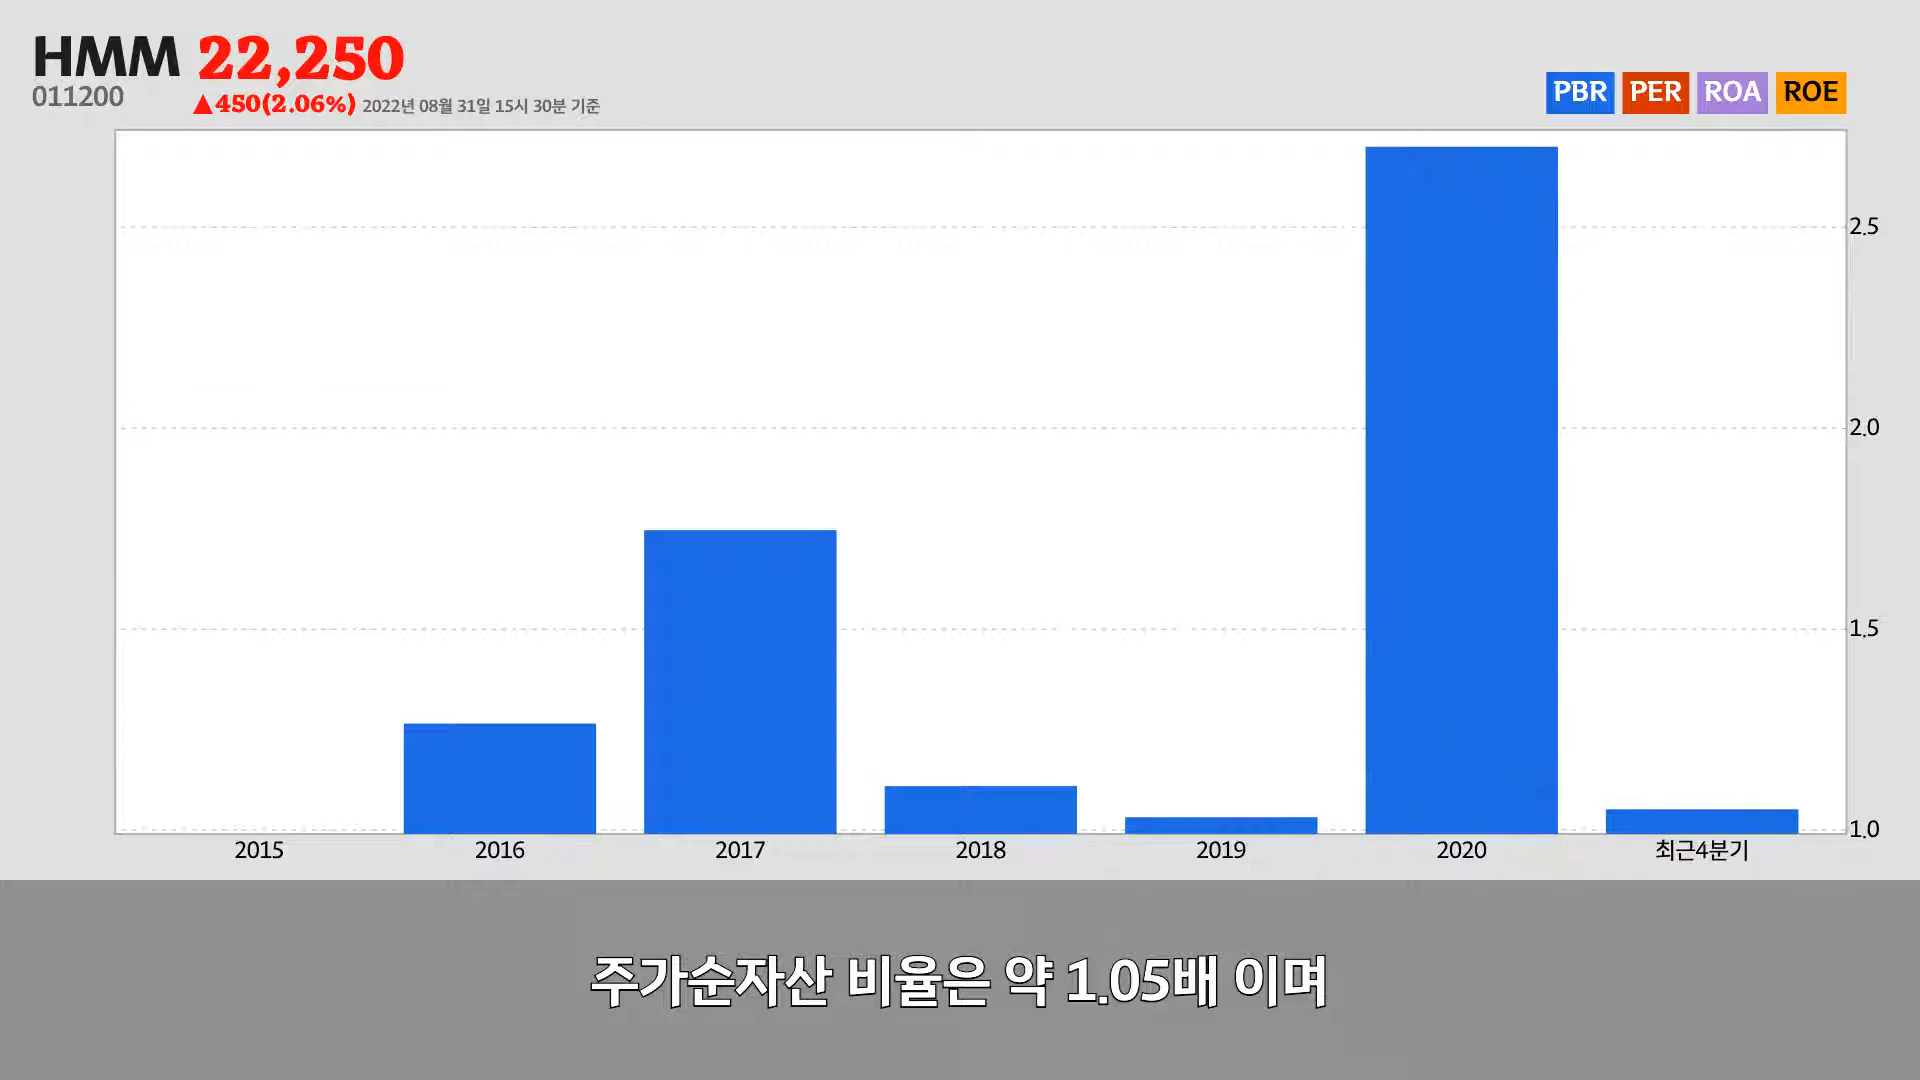 HMM 22,250
011200
▲450(2.06%) 2022년 08월 31일 15시 30분 기준
PBR PER ROA ROE
2.5
2.0
1.5
1.0
2015 2016 2017 2018 2019 2020 최근4분기
주가순자산 비율은 약 1.05배 이며